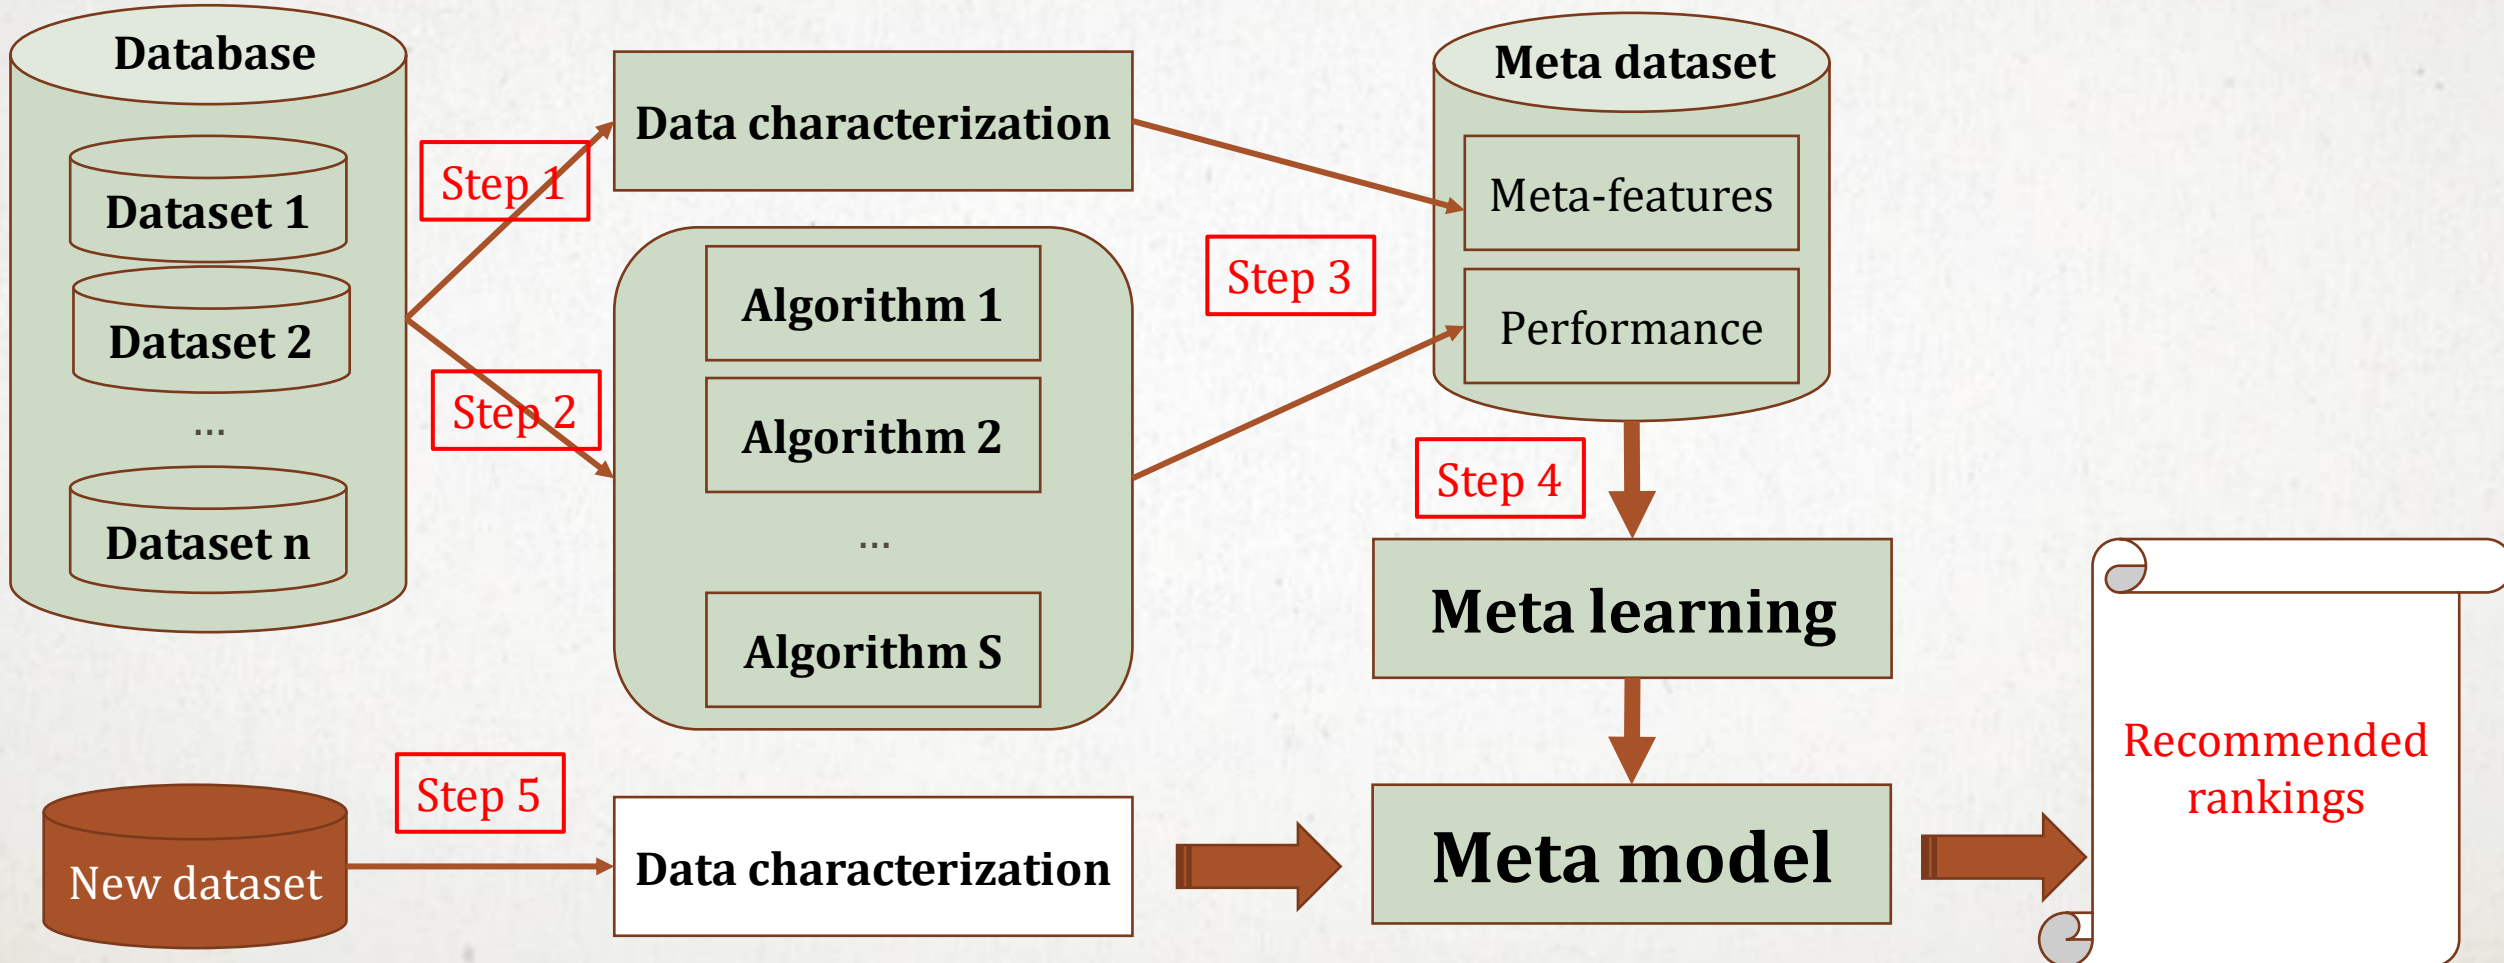 Database
Dataset 1
Dataset 2
...
Dataset n
Step 1
Step 2
Data characterization
Algorithm 1
Algorithm 2
...
Algorithm S
Step 3
Meta dataset
Meta-features
Performance
Step 4
Meta learning
New dataset
Step 5
Data characterization
Meta model
Recommended
rankings